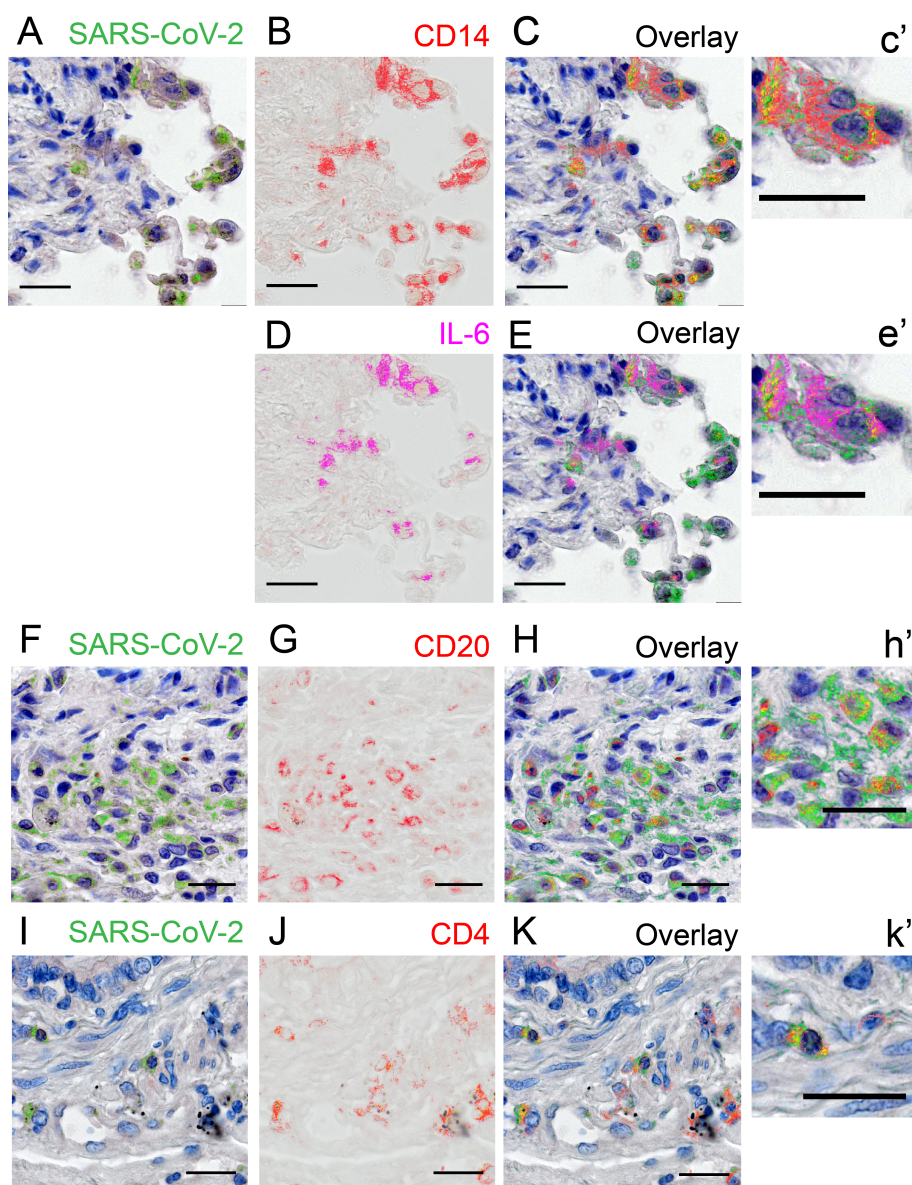 A SARS-CoV-2 B CD14 C Overlay c’
D IL-6 E Overlay e’
F SARS-CoV-2 G CD20 H Overlay h’
I SARS-CoV-2 J CD4 K Overlay k’